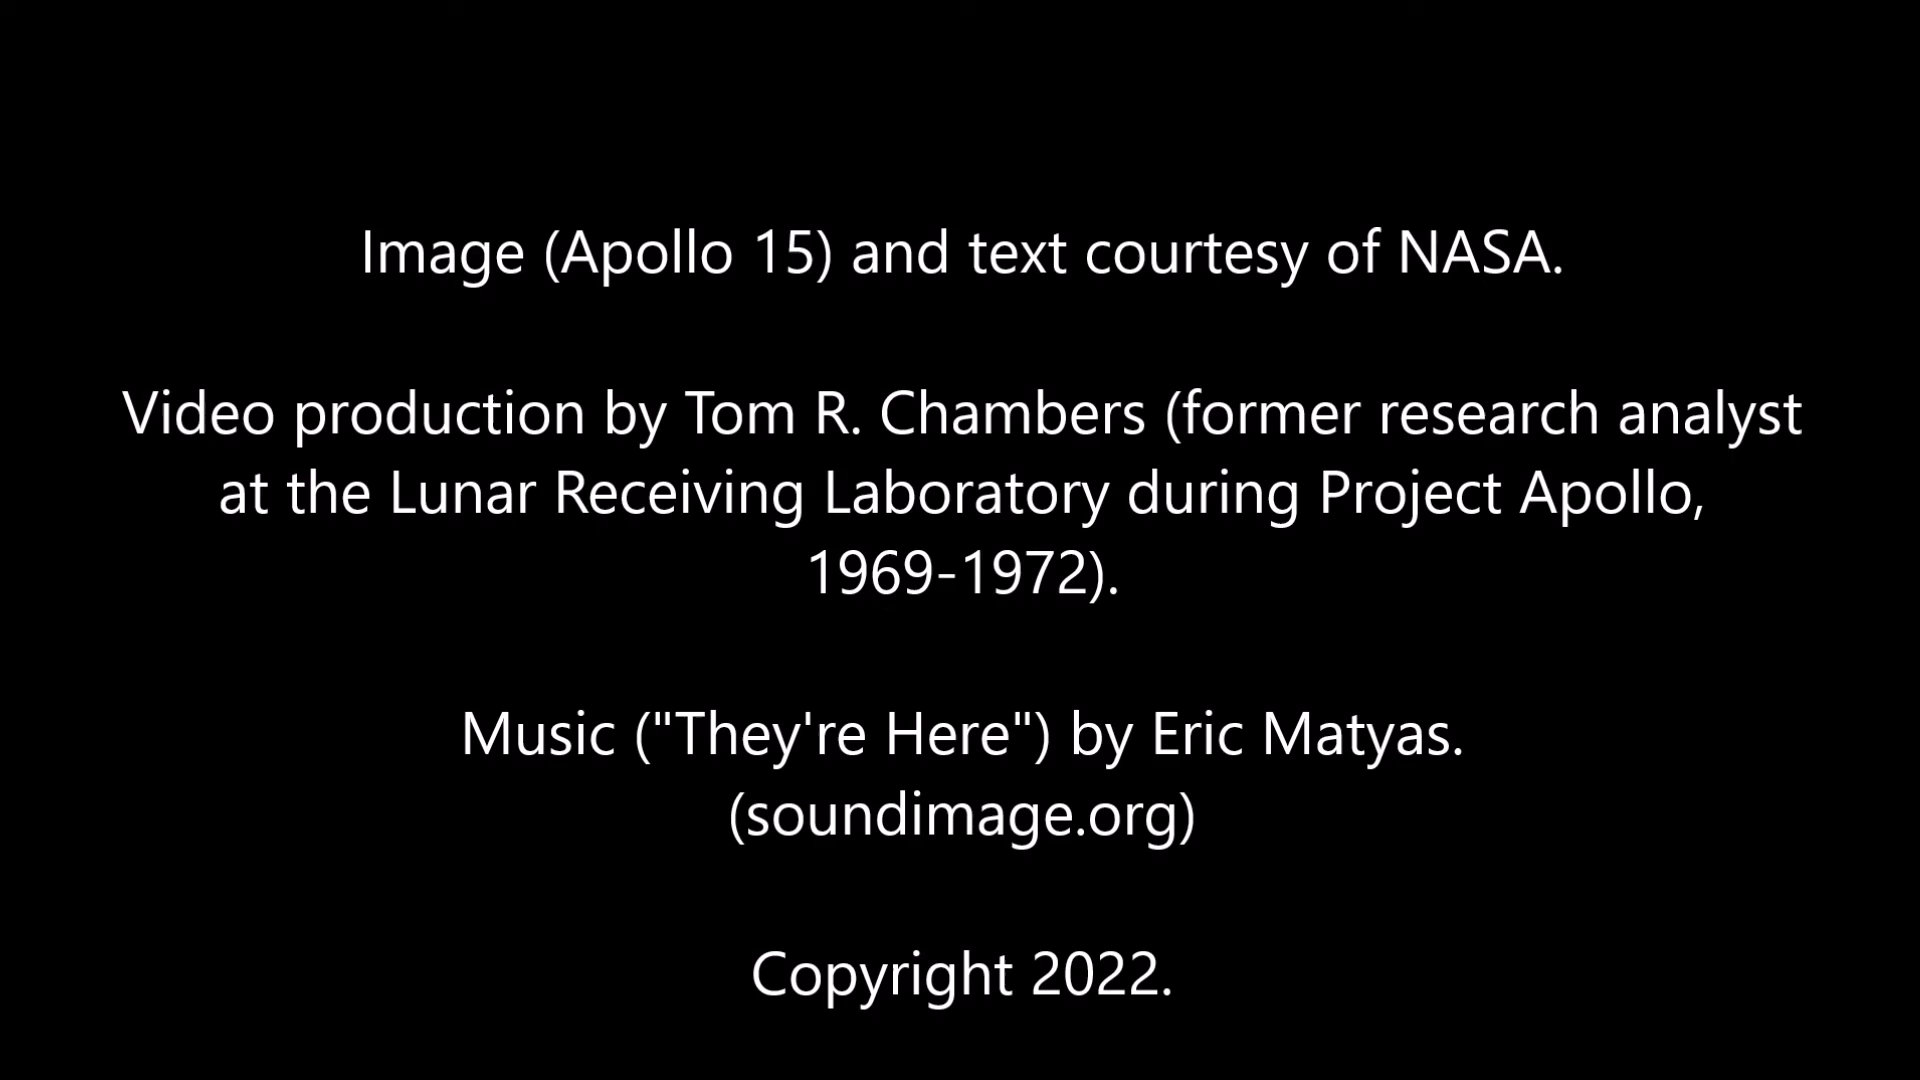 Image (Apollo 15) and text courtesy of NASA.
Video production by Tom R. Chambers (former research analyst
at the Lunar Receiving Laboratory during Project Apollo,
1969-1972).
Music ("They're Here") by Eric Matyas.
(soundimage.org)
Copyright 2022.